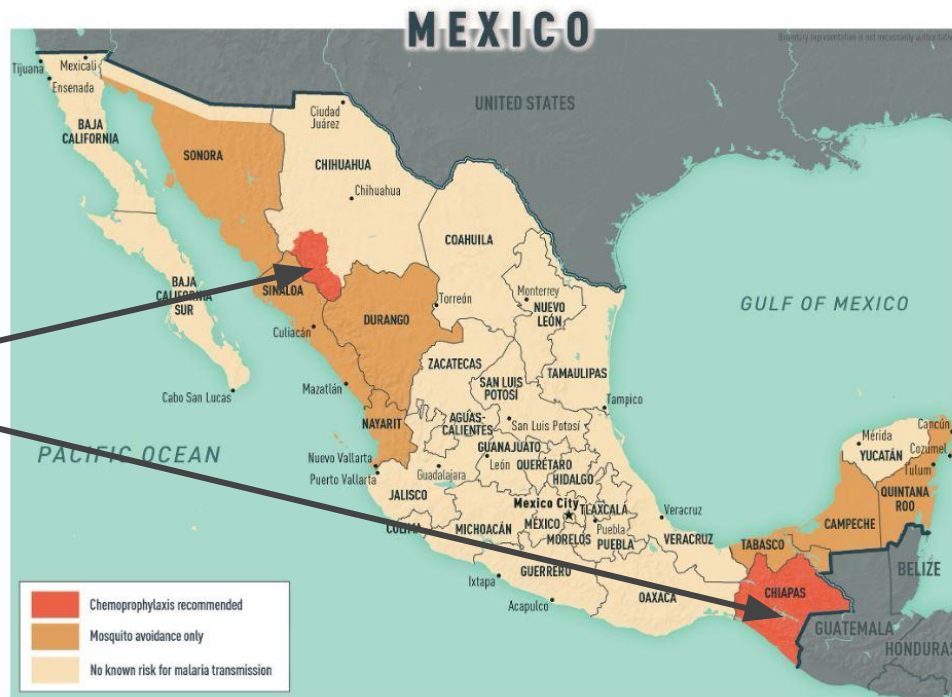 MEXICO
Boundary representation is not necessarily authoritative
UNITED STATES
Tijuana
Mexicali
Ensenada
BAJA
CALIFORNIA
SONORA
Ciudad
Juárez
CHIHUAHUA
Chihuahua
COAHUILA
BAJA
CALIFORNIA
SUR
SINALOA
Culiacán
DURANGO
Torreón
Monterrey
NUEVO
LEÓN
GULF OF MEXICO
Cabo San Lucas
Mazatlán
ZACATECAS
SAN LUIS
POTOSÍ
TAMAULIPAS
Tampico
NAYARIT
AGUAS-
CALIENTES
San Luis Potosí
PACIFIC OCEAN
Nuevo Vallarta
Puerto Vallarta
Guadalajara
GUANAJUATO
León
QUERÉTARO
HIDALGO
JALISCO
COLIMA
MICHOACÁN
Mexico City
MÉXICO
MORELOS
TLAXCALÁ
Puebla
PUEBLA
Veracruz
VERACRUZ
GUERRERO
Ixtapa
Acapulco
OAXACA
TABASCO
CHIAPAS
CAMPECHE
Mérida
YUCATÁN
Cancún
Cozumel
Tulum
QUINTANA
ROO
BELIZE
GUATEMALA
HONDURAS
Chemoprophylaxis recommended
Mosquito avoidance only
No known risk for malaria transmission